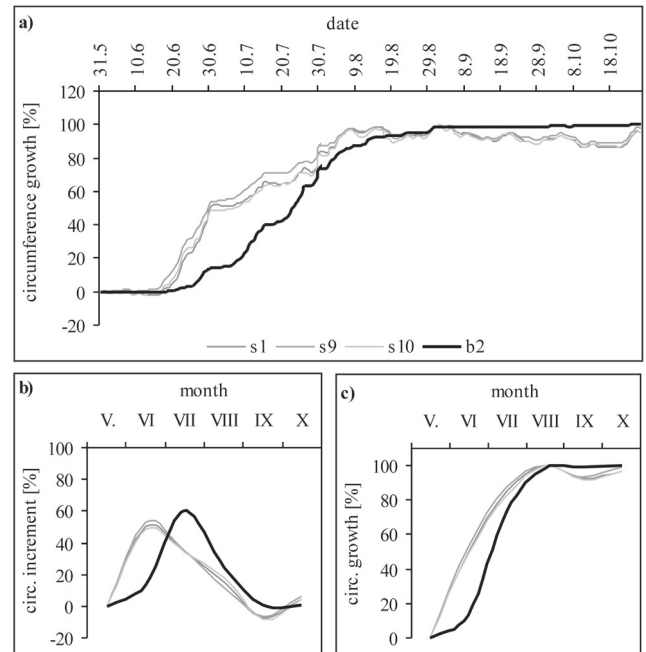 a)
date
31.5 10.6 20.6 30.6 10.7 20.7 30.7 9.8 19.8 29.8 8.9 18.9 28.9 8.10 18.10
circumference growth [%]
120
100
80
60
40
20
0
-20
s1 s9 s10 b2
b)
month
V. VI VII VIII IX X
circ. increment [%]
100
80
60
40
20
0
-20
c)
month
V. VI VII VIII IX X
circ. growth [%]
100
80
60
40
20
0